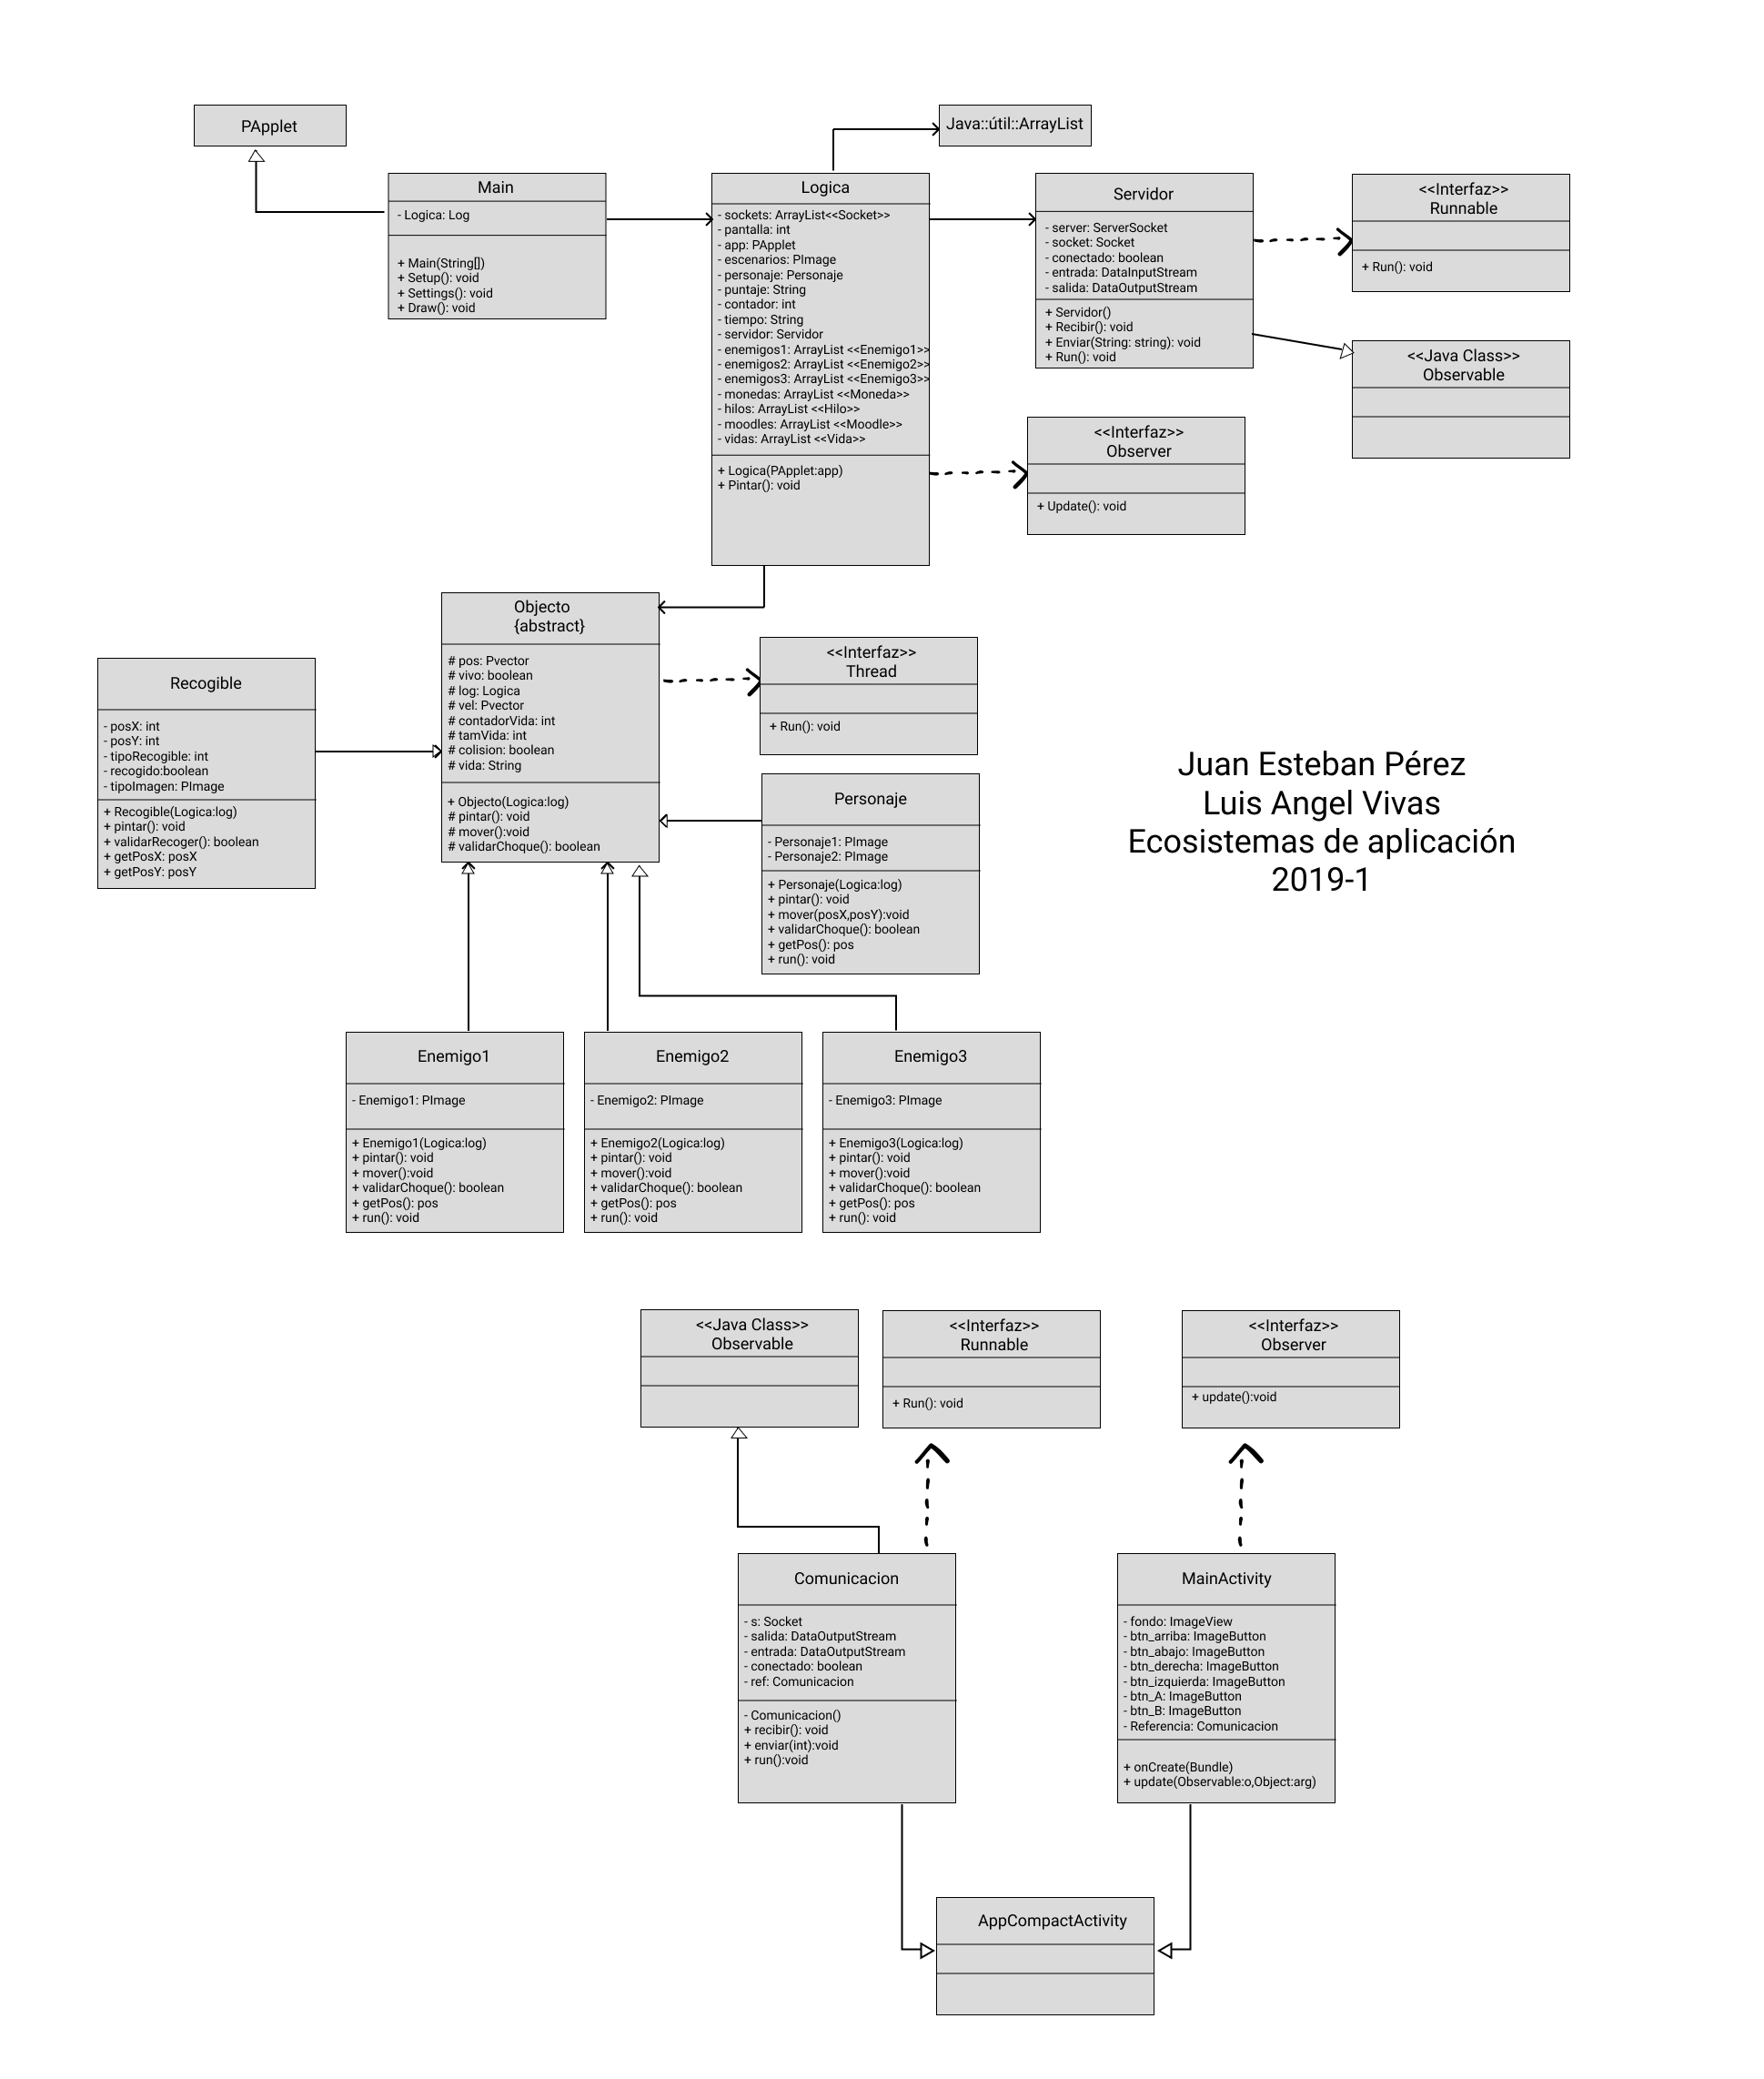 PApplet
Java::útil::ArrayList
Main
- Logica: Log
+ Main(String[])
+ Setup(): void
+ Settings(): void
+ Draw(): void
Logica
- sockets: ArrayList<<Socket>>
- pantalla: int
- app: PApplet
- escenarios: PImage
- personaje: Personaje
- puntaje: String
- contador: int
- tiempo: String
- servidor: Servidor
- enemigos1: ArrayList <<Enemigo1>>
- enemigos2: ArrayList <<Enemigo2>>
- enemigos3: ArrayList <<Enemigo3>>
- monedas: ArrayList <<Moneda>>
- hilos: ArrayList <<Hilo>>
- moodles: ArrayList <<Moodle>>
- vidas: ArrayList <<Vida>>
+ Logica(PApplet:app)
+ Pintar(): void
Servidor
- server: ServerSocket
- socket: Socket
- conectado: boolean
- entrada: DataInputStream
- salida: DataOutputStream
+ Servidor()
+ Recibir(): void
+ Enviar(String: string): void
+ Run(): void
<<Interfaz>>
Runnable
+ Run(): void
<<Java Class>>
Observable
<<Interfaz>>
Observer
+ Update(): void
Objecto
{abstract}
# pos: Pvector
# vivo: boolean
# log: Logica
# vel: Pvector
# contadorVida: int
# tamVida: int
# colision: boolean
# vida: String
+ Objecto(Logica:log)
# pintar(): void
# mover():void
# validarChoque(): boolean
<<Interfaz>>
Thread
+ Run(): void
Recogible
- posX: int
- posY: int
- tipoRecogible: int
- recogido:boolean
- tipoImagen: PImage
+ Recogible(Logica:log)
+ pintar(): void
+ validarRecoger(): boolean
+ getPosX: posX
+ getPosY: posY
Personaje
- Personaje1: PImage
- Personaje2: PImage
+ Personaje(Logica:log)
+ pintar(): void
+ mover(posX,posY):void
+ validarChoque(): boolean
+ getPos(): pos
+ run(): void
Juan Esteban Pérez
Luis Angel Vivas
Ecosistemas de aplicación
2019-1
Enemigo1
- Enemigo1: PImage
+ Enemigo1(Logica:log)
+ pintar(): void
+ mover():void
+ validarChoque(): boolean
+ getPos(): pos
+ run(): void
Enemigo2
- Enemigo2: PImage
+ Enemigo2(Logica:log)
+ pintar(): void
+ mover():void
+ validarChoque(): boolean
+ getPos(): pos
+ run(): void
Enemigo3
- Enemigo3: PImage
+ Enemigo3(Logica:log)
+ pintar(): void
+ mover():void
+ validarChoque(): boolean
+ getPos(): pos
+ run(): void
<<Java Class>>
Observable
<<Interfaz>>
Runnable
+ Run(): void
<<Interfaz>>
Observer
+ update():void
Comunicacion
- s: Socket
- salida: DataOutputStream
- entrada: DataOutputStream
- conectado: boolean
- ref: Comunicacion
- Comunicacion()
+ recibir(): void
+ enviar(int):void
+ run():void
MainActivity
- fondo: ImageView
- btn_arriba: ImageButton
- btn_abajo: ImageButton
- btn_derecha: ImageButton
- btn_izquierda: ImageButton
- btn_A: ImageButton
- btn_B: ImageButton
- Referencia: Comunicacion
+ onCreate(Bundle)
+ update(Observable:o,Object:arg)
AppCompactActivity